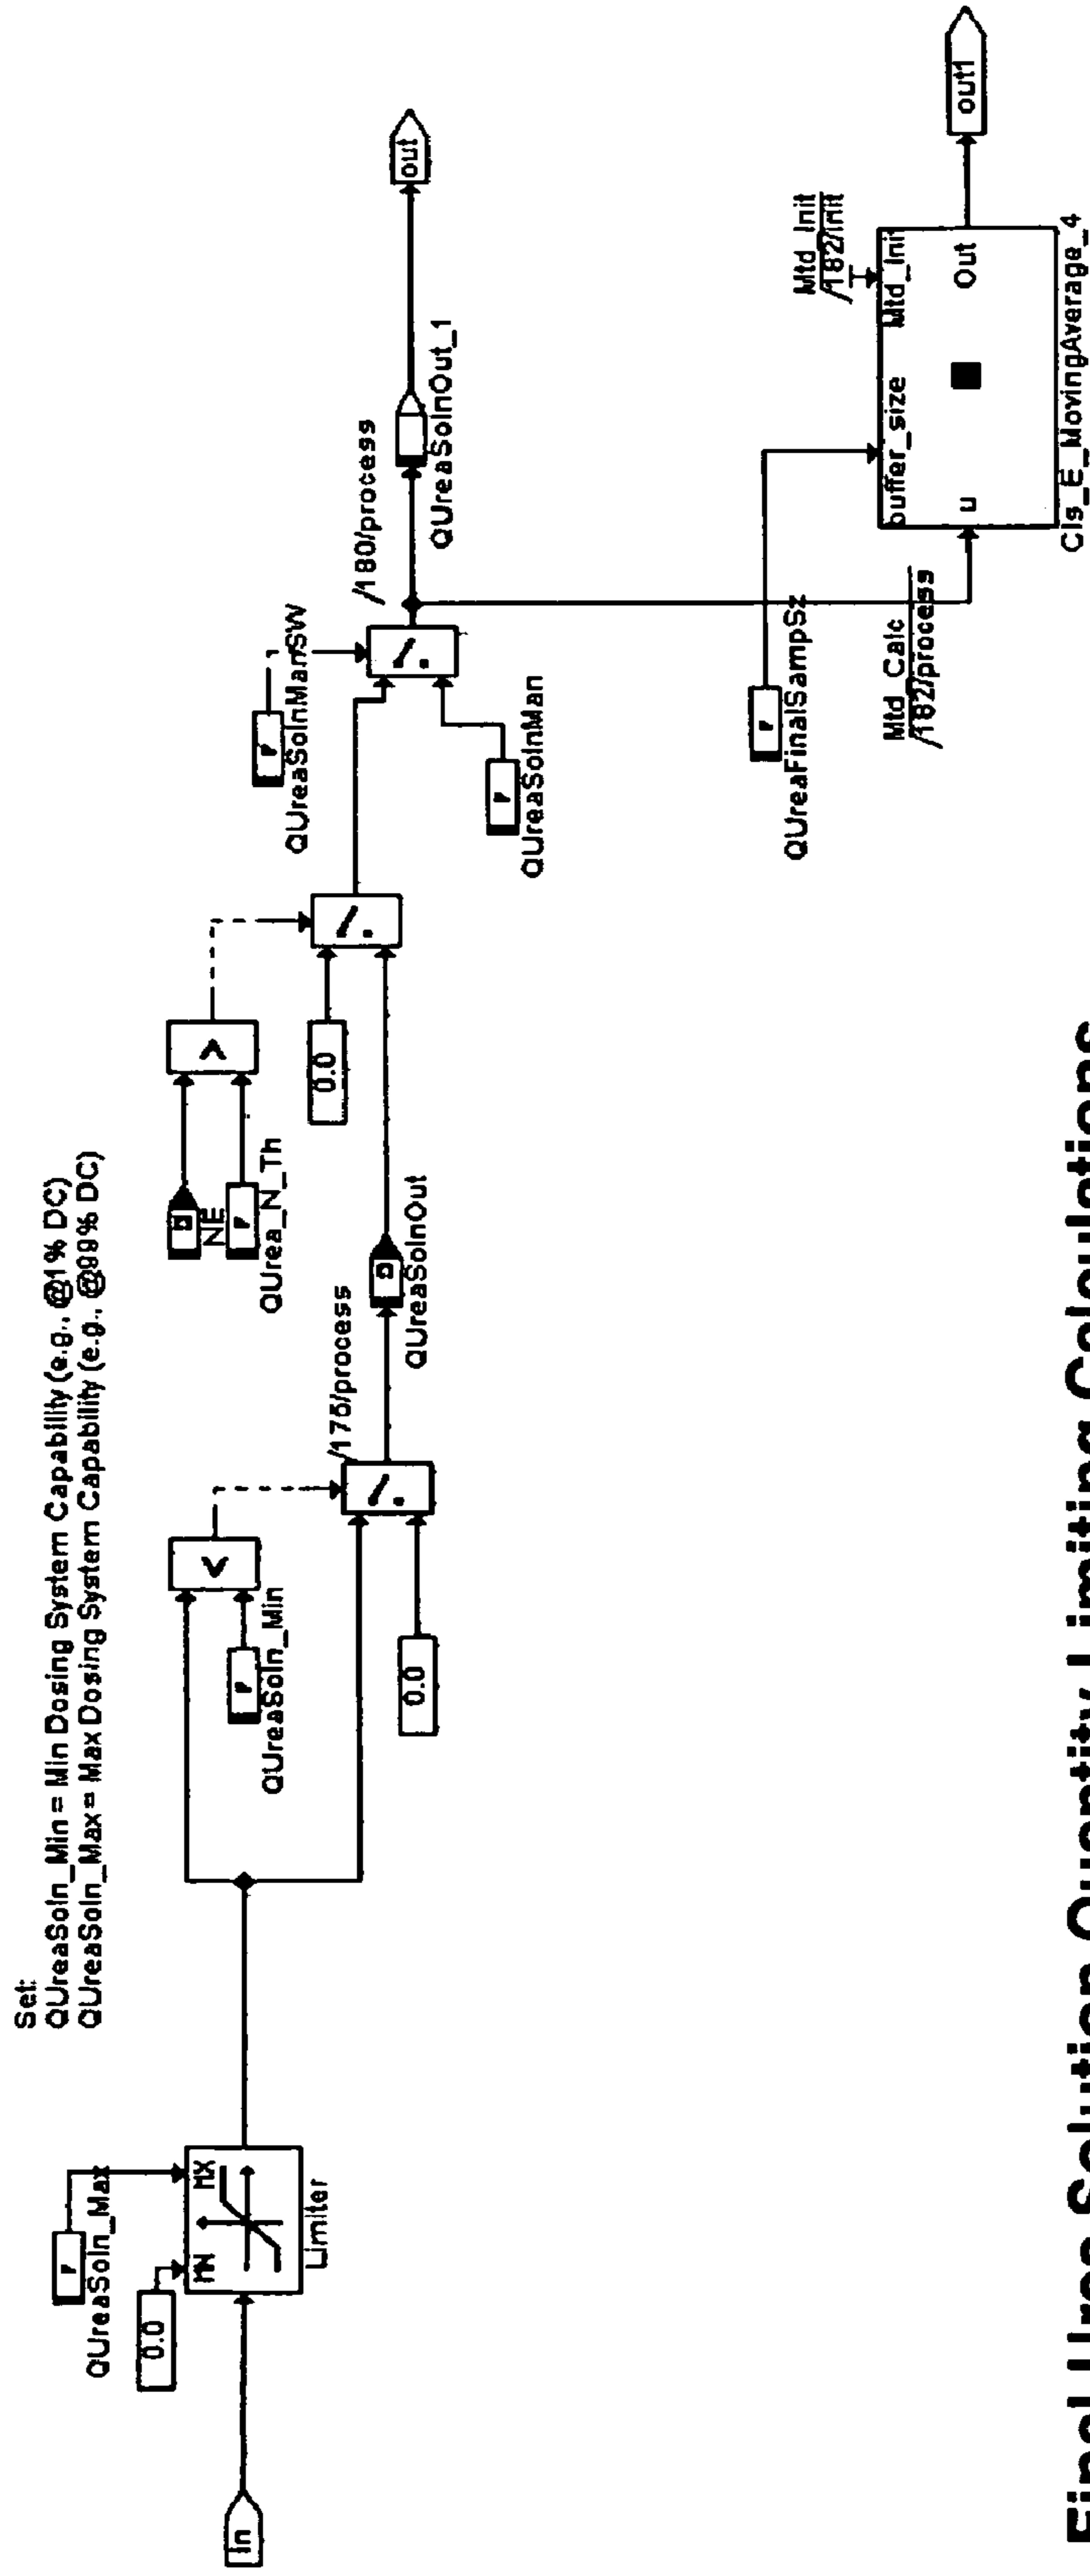 Set:
QUreaSoln_Min = Min Dosing System Capability (e.g., @1% DC)
QUreaSoln_Max = Max Dosing System Capability (e.g., @99% DC)
in
QUreaSoln_Max
0.0
MN
MX
Limiter
QUreaSoln_Min
0.0
/175/process
QUreaSolnOut
NE
QUrea_N_Th
0.0
QUreaSolnManSW
QUreaSolnMan
/180/process
QUreaSolnOut_1
out
QUreaFinalSampSz
Mtd_Calc
/182/process
Mtd_Init
/182/init
buffer_size
Mtd_Init
u
Out
Cls_E_MovingAverage_4
out1
Final Urea Solution Quantity Limiting Calculations